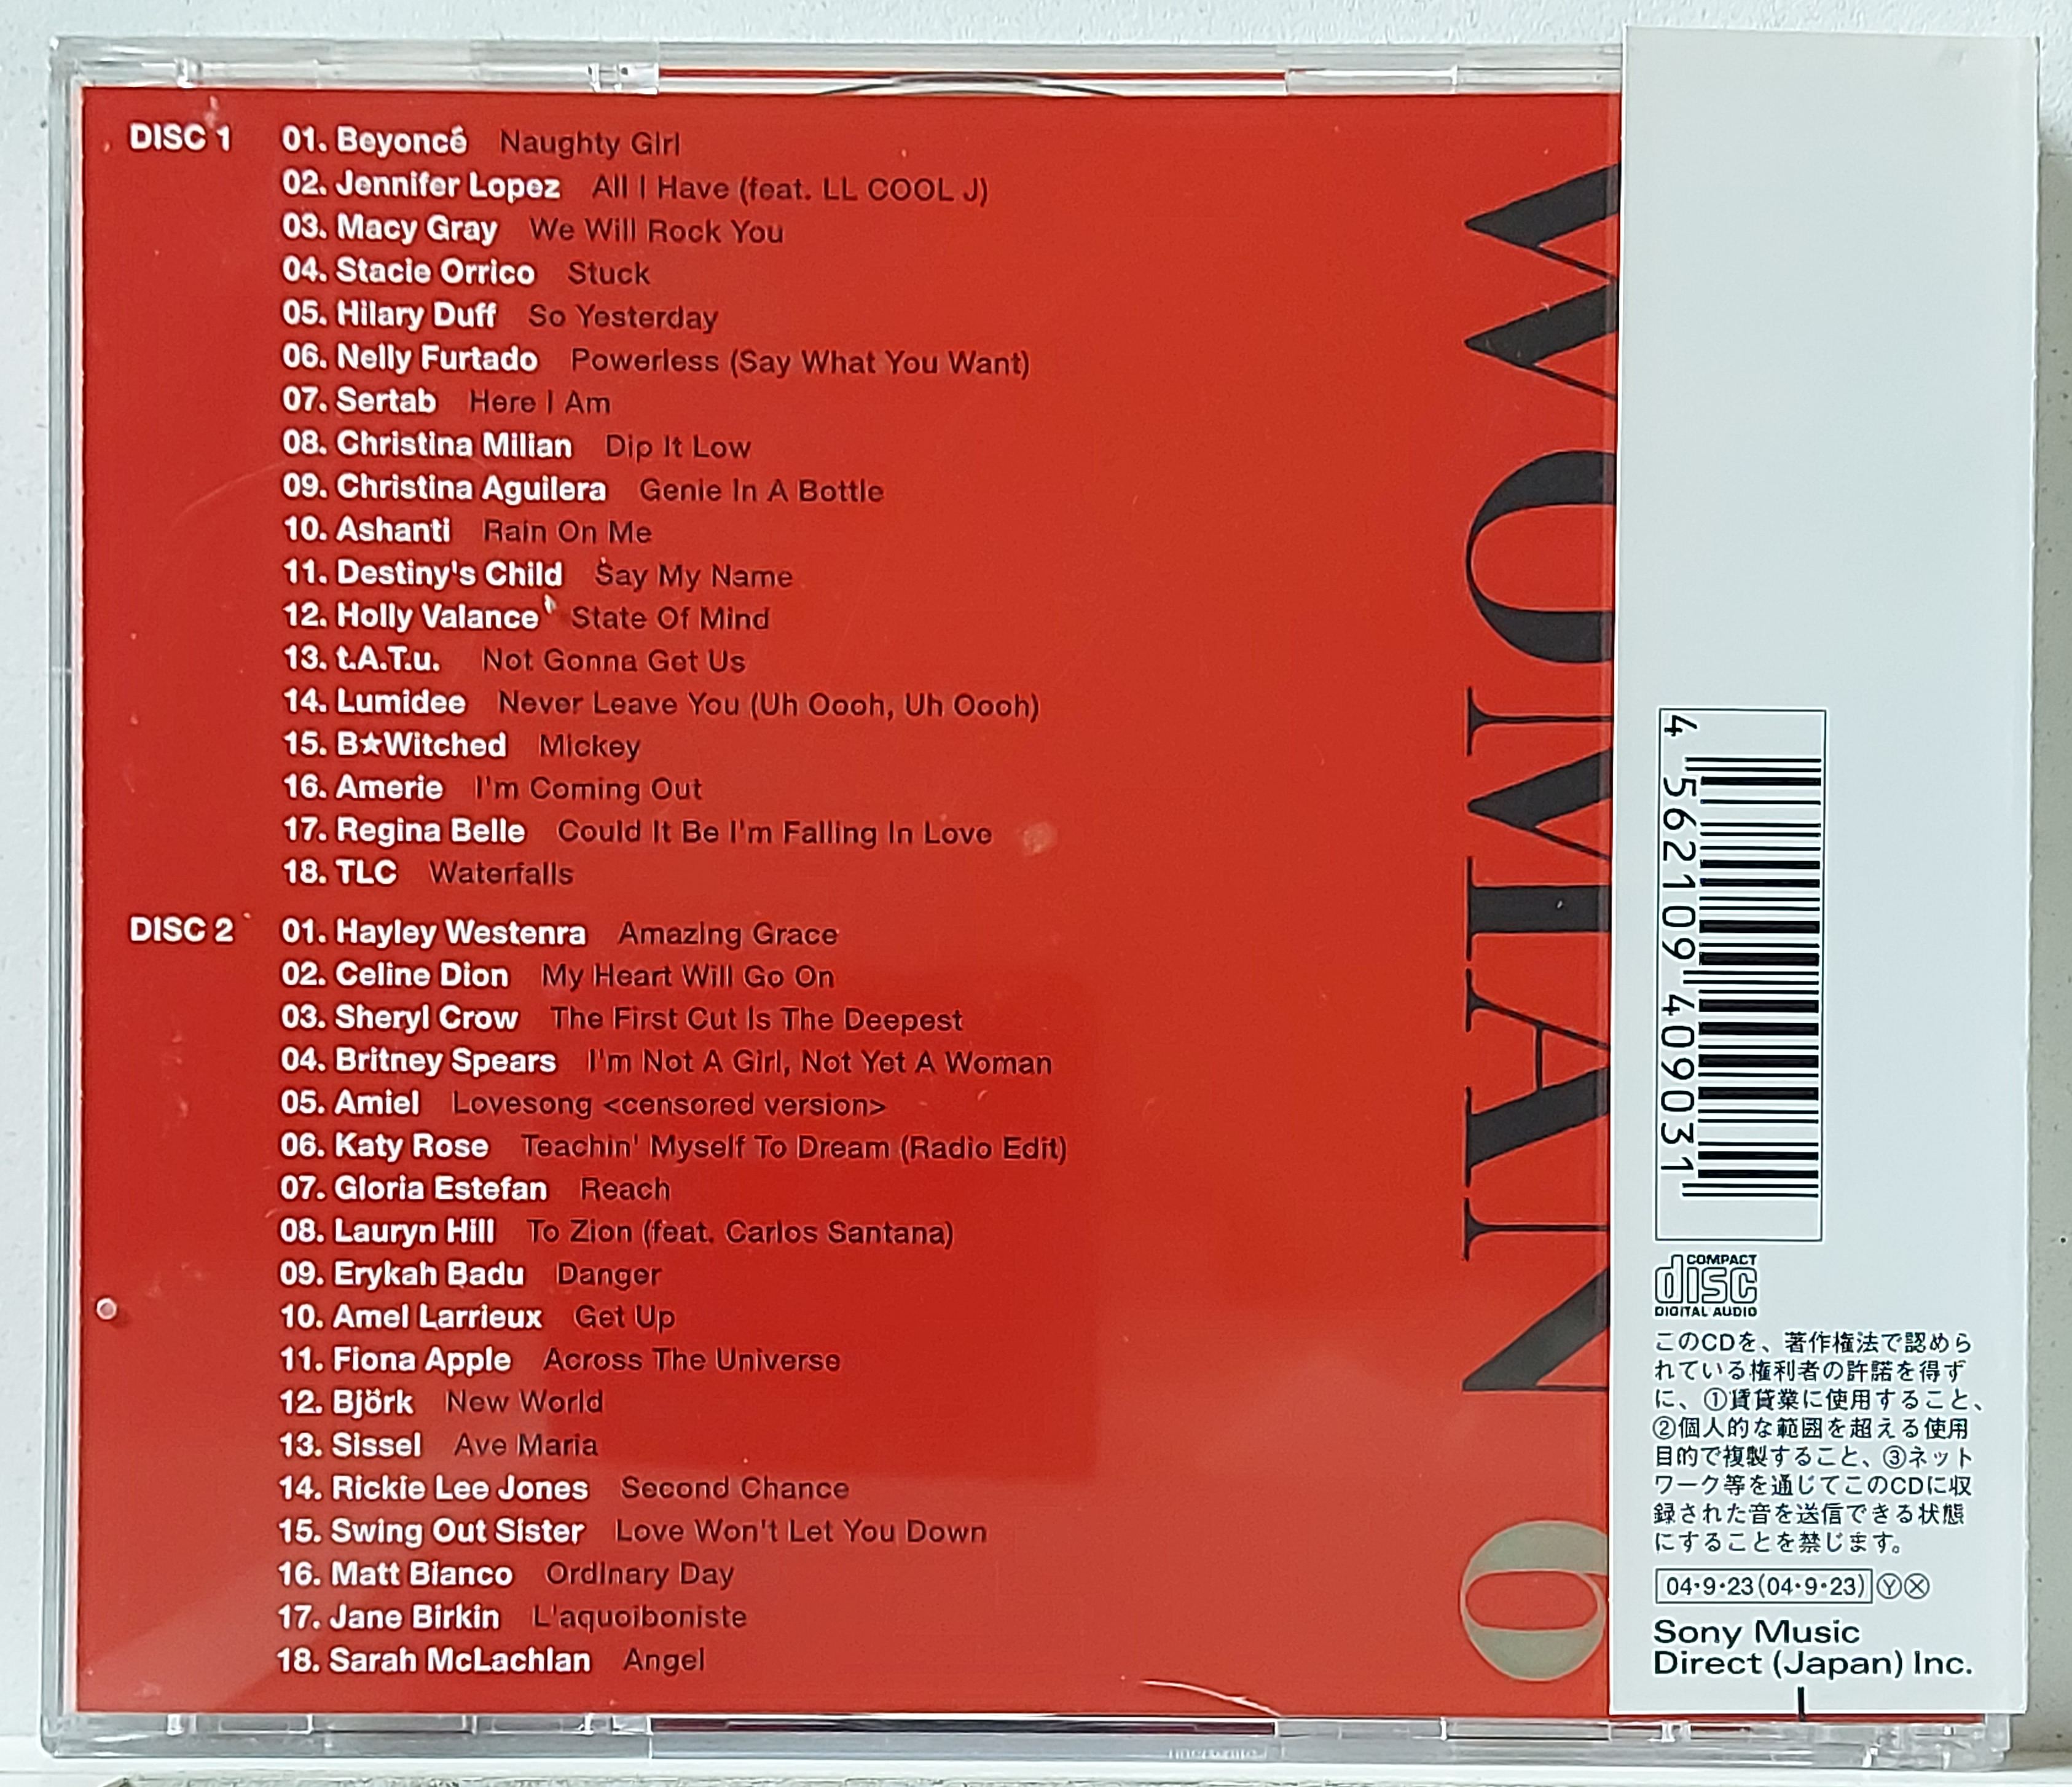 DISC 1 01. Beyoncé Naughty Girl
02. Jennifer Lopez All I Have (feat. LL COOL J)
03. Macy Gray We Will Rock You
04. Stacie Orrico Stuck
05. Hilary Duff So Yesterday
06. Nelly Furtado Powerless (Say What You Want)
07. Sertab Here I Am
08. Christina Milian Dip It Low
09. Christina Aguilera Genie In A Bottle
10. Ashanti Rain On Me
11. Destiny's Child Say My Name
12. Holly Valance State Of Mind
13. t.A.T.u. Not Gonna Get Us
14. Lumidee Never Leave You (Uh Oooh, Uh Oooh)
15. B★Witched Mickey
16. Amerie I'm Coming Out
17. Regina Belle Could It Be I'm Falling In Love
18. TLC Waterfalls
DISC 2 01. Hayley Westenra Amazing Grace
02. Celine Dion My Heart Will Go On
03. Sheryl Crow The First Cut Is The Deepest
04. Britney Spears I'm Not A Girl, Not Yet A Woman
05. Amiel Lovesong <censored version>
06. Katy Rose Teachin' Myself To Dream (Radio Edit)
07. Gloria Estefan Reach
08. Lauryn Hill To Zion (feat. Carlos Santana)
09. Erykah Badu Danger
10. Amel Larrieux Get Up
11. Fiona Apple Across The Universe
12. Björk New World
13. Sissel Ave Maria
14. Rickie Lee Jones Second Chance
15. Swing Out Sister Love Won't Let You Down
16. Matt Bianco Ordinary Day
17. Jane Birkin L'aquoiboniste
18. Sarah McLachlan Angel
WOMAN 6
4 562109 409031
COMPACT
disc
DIGITAL AUDIO
このCDを、著作権法で認めら
れている権利者の許諾を得ず
に、①賃貸業に使用すること、
②個人的な範囲を超える使用
目的で複製すること、③ネット
ワーク等を通じてこのCDに収
録された音を送信できる状態
にすることを禁じます。
04・9・23(04・9・23)ⓎⓍ
Sony Music
Direct (Japan) Inc.